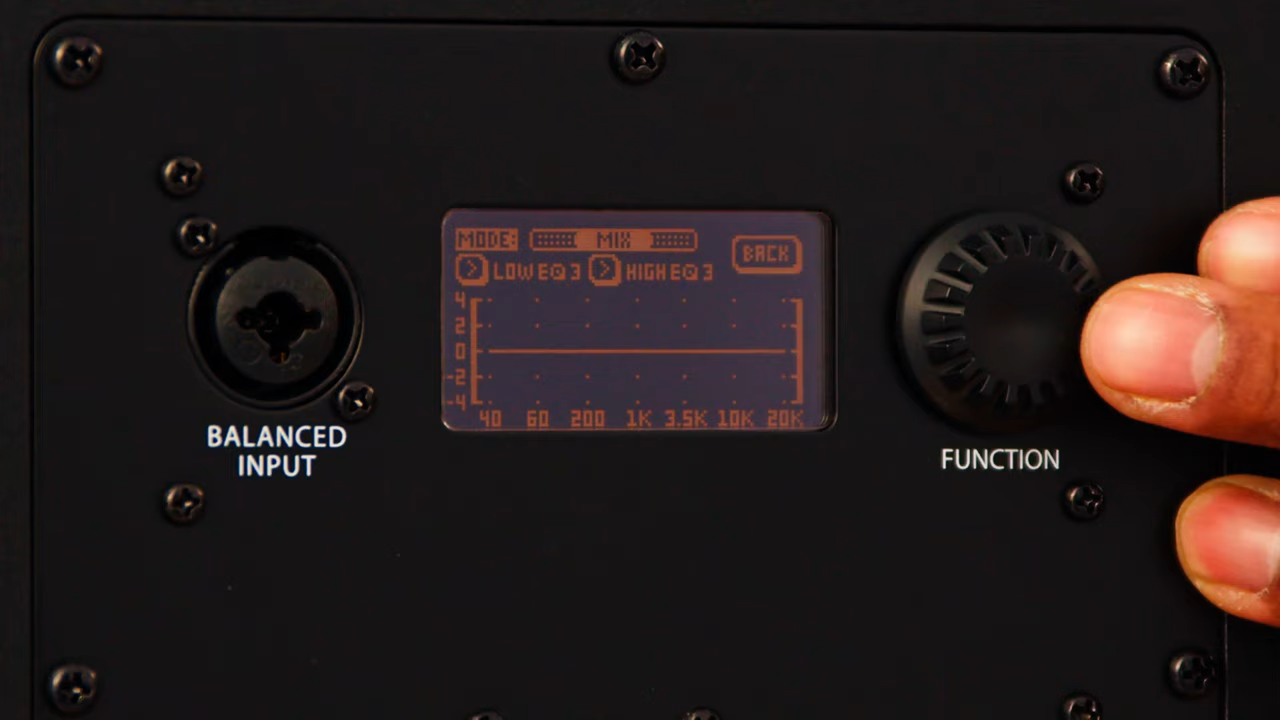 MODE: MIX BACK
> LOW EQ 3 > HIGH EQ 3
4
2
0
-2
-4
40 60 200 1K 3.5K 10K 20K
BALANCED
INPUT
FUNCTION